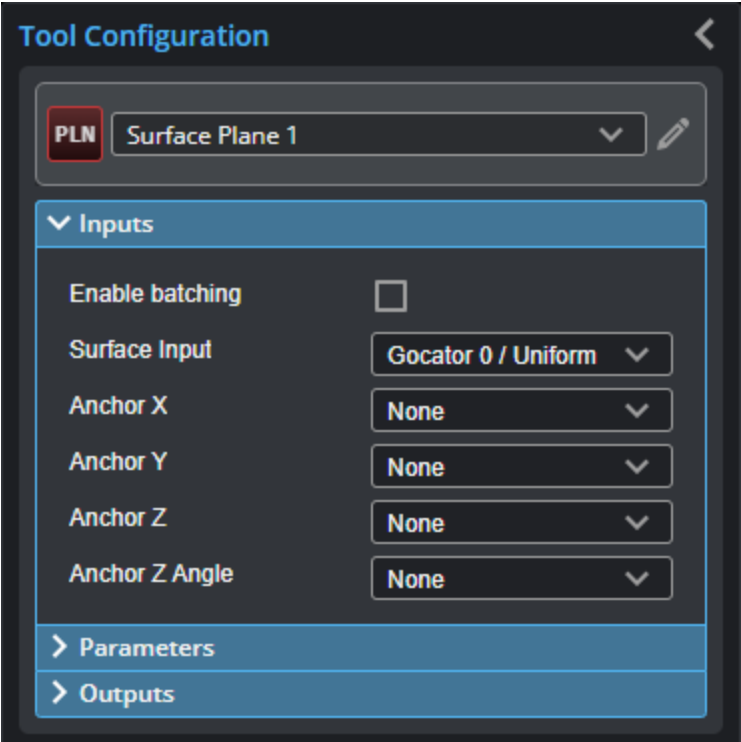 Tool Configuration
PLN Surface Plane 1
Inputs
Enable batching
Surface Input Gocator 0 / Uniform
Anchor X None
Anchor Y None
Anchor Z None
Anchor Z Angle None
Parameters
Outputs